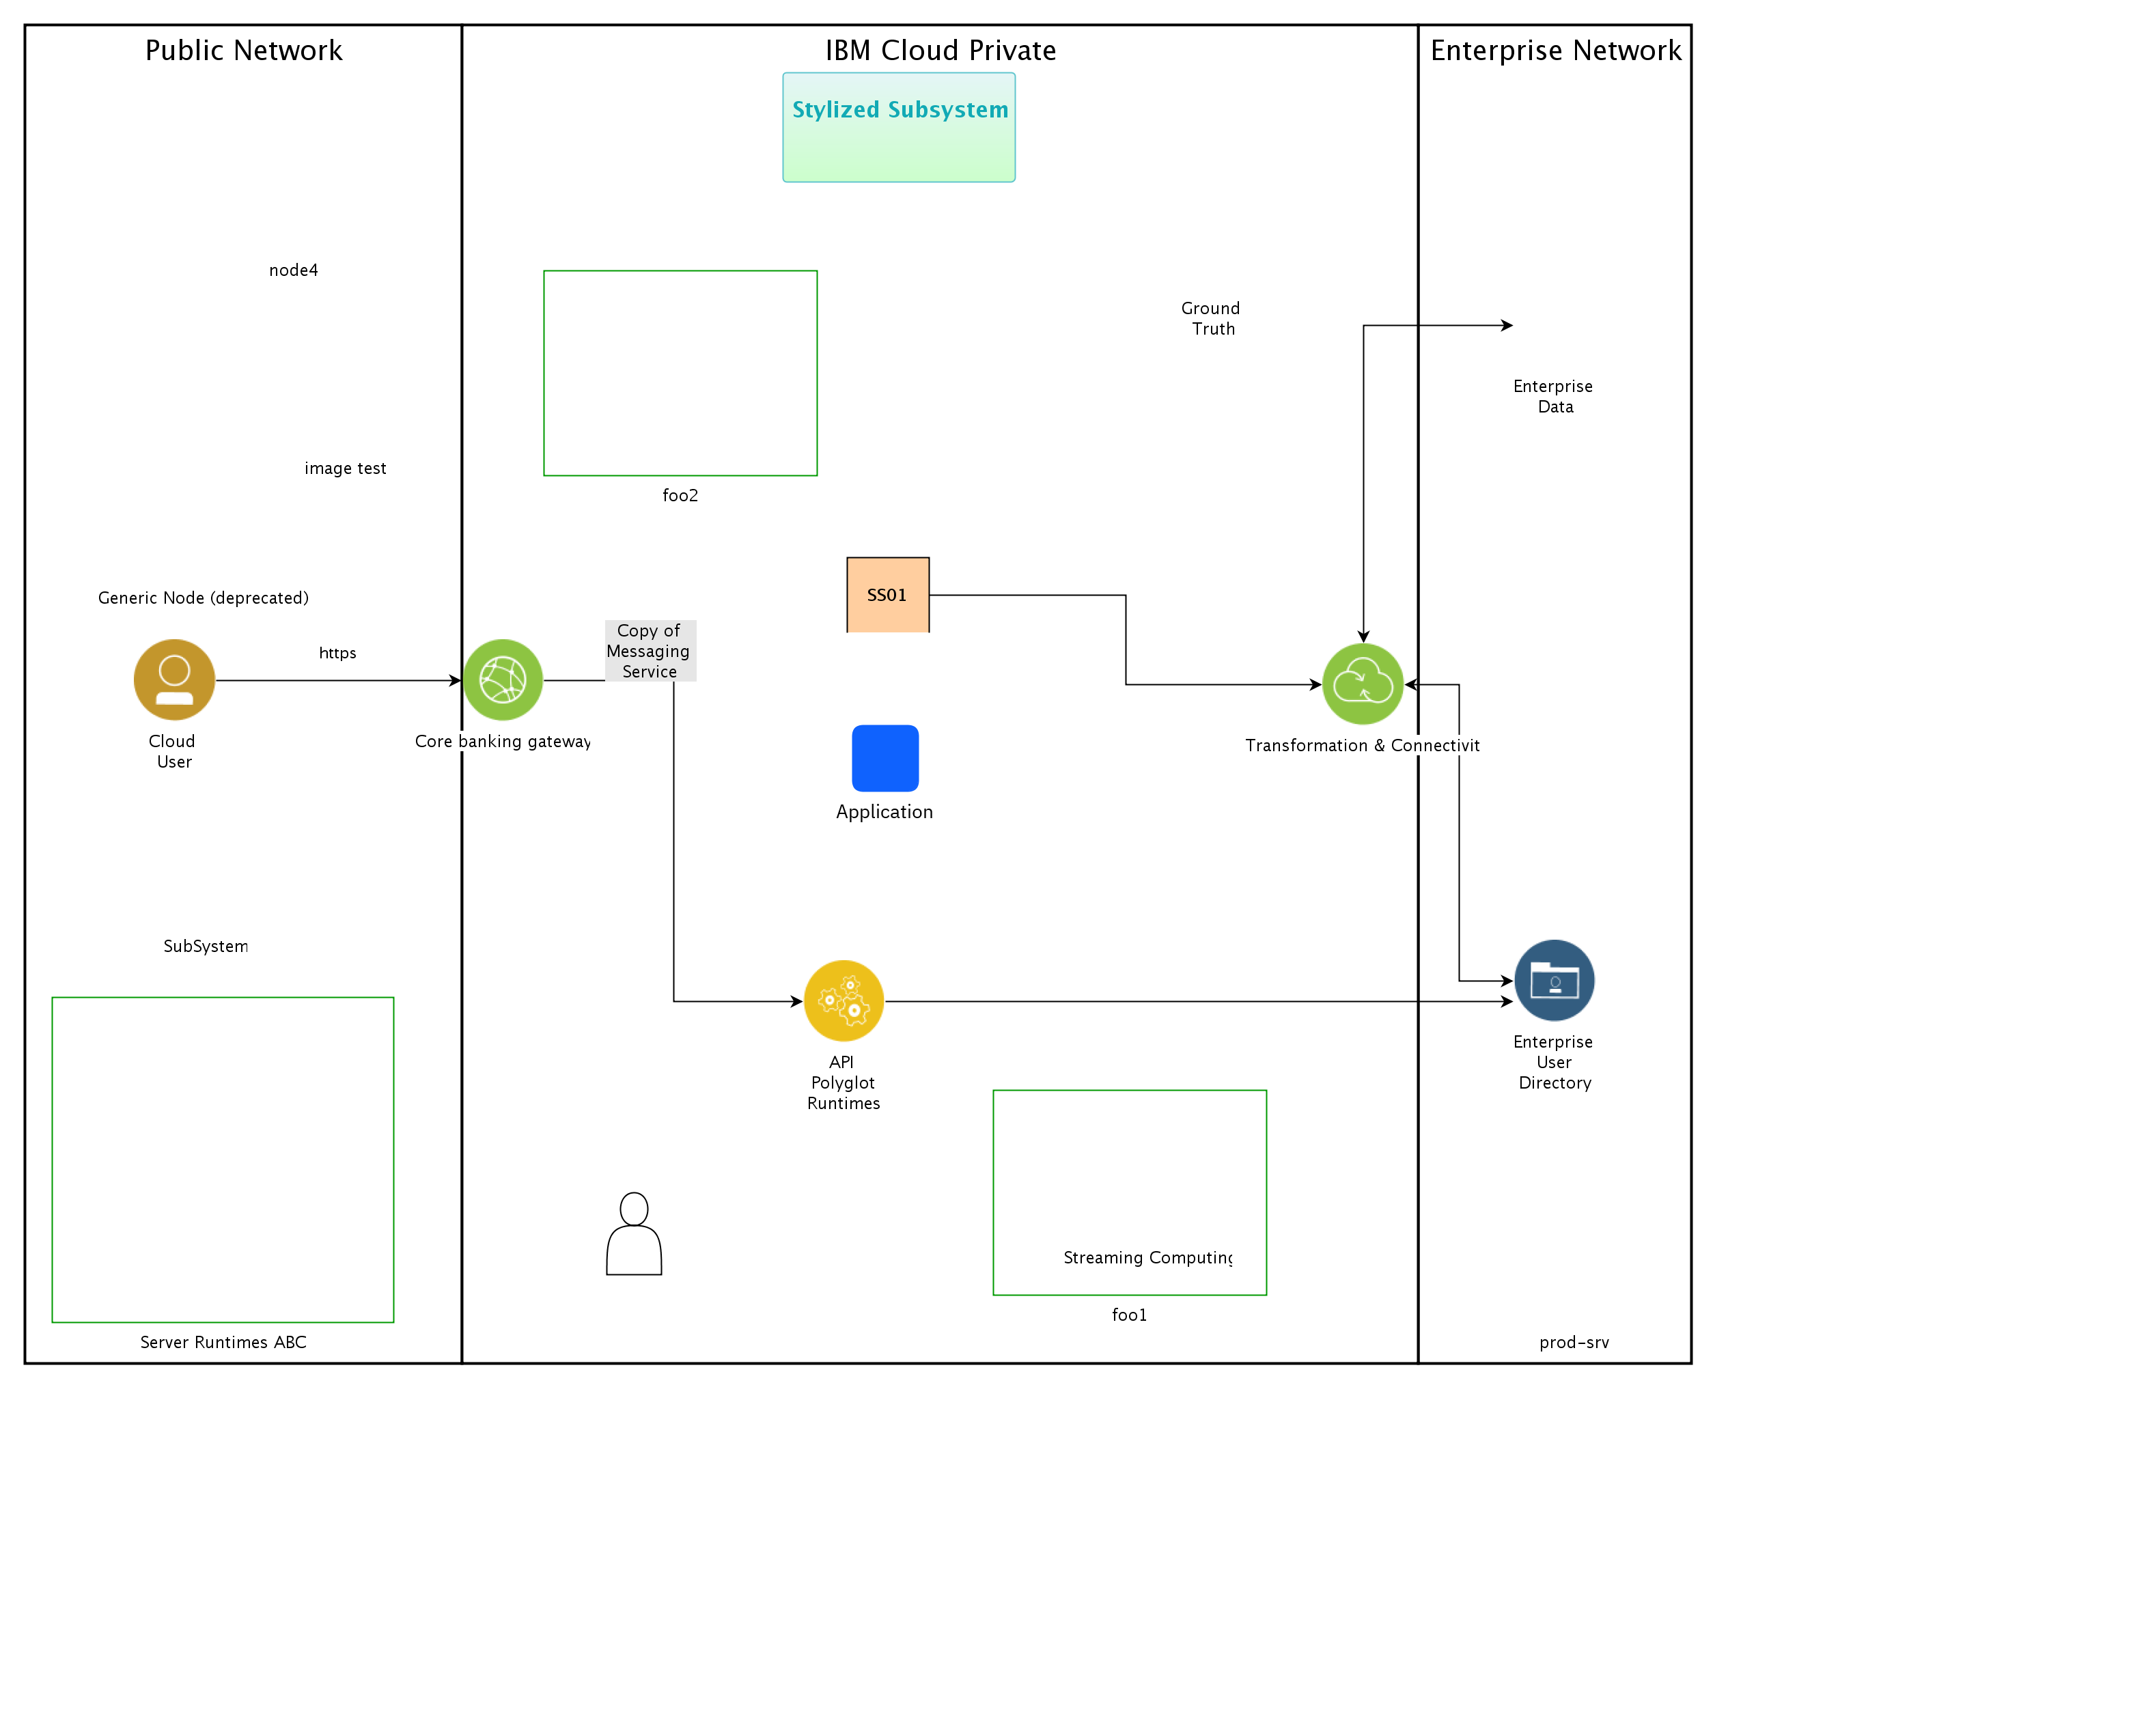 Public Network
IBM Cloud Private
Enterprise Network
Stylized Subsystem
node4
Ground
Truth
Enterprise
Data
image test
foo2
Generic Node (deprecated)
SS01
https
Copy of
Messaging
Service
Cloud
User
Core banking gateway
Transformation & Connectivit
Application
SubSystem
API
Polyglot
Runtimes
Enterprise
User
Directory
Streaming Computing
foo1
Server Runtimes ABC
prod-srv